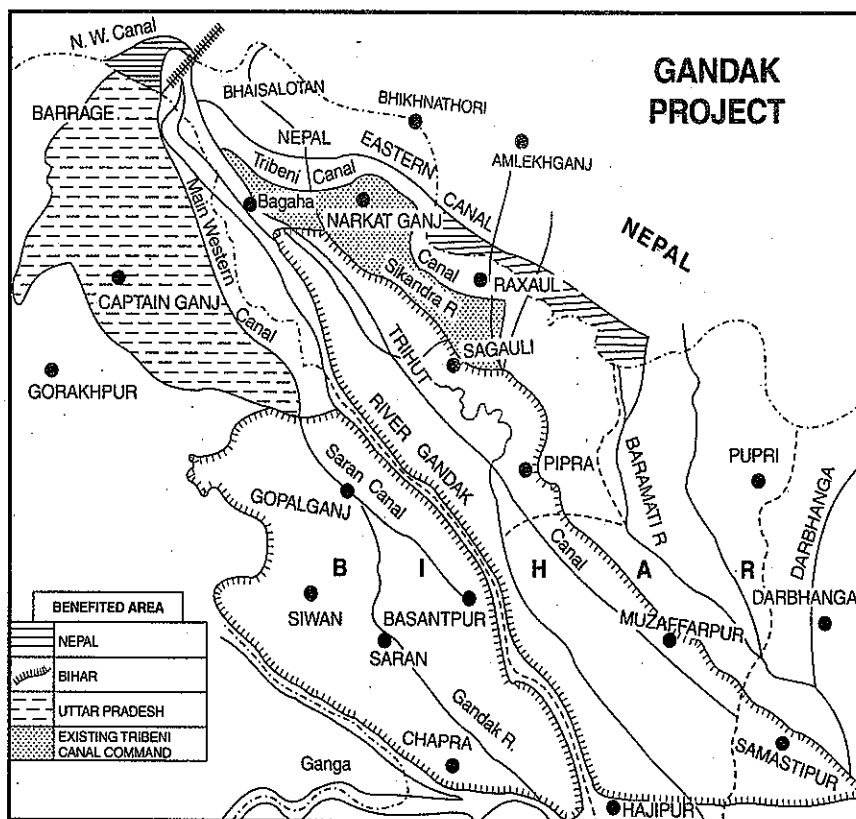 N. W. Canal
GANDAK
PROJECT
BHAISALOTAN
BHIKHNATHORI
BARRAGE
NEPAL
EASTERN
CANAL
AMLEKHGANJ
Tribeni Canal
Bagaha
NARKAT GANJ
NEPAL
Main Western
Canal
Canal
RAXAUL
Sikandra R
CAPTAIN GANJ
SAGAULI
TRIHUT
GORAKHPUR
RIVER GANDAK
PIPRA
BARAMATI R
PUPRI
Saran Canal
GOPALGANJ
DARBHANGA
Canal
B I H A R
SIWAN
BASANTPUR
DARBHANGA
MUZAFFARPUR
SARAN
BENEFITED AREA
NEPAL
BIHAR
UTTAR PRADESH
EXISTING TRIBENI
CANAL COMMAND
Gandak R.
CHAPRA
SAMASTIPUR
Ganga
HAJIPUR